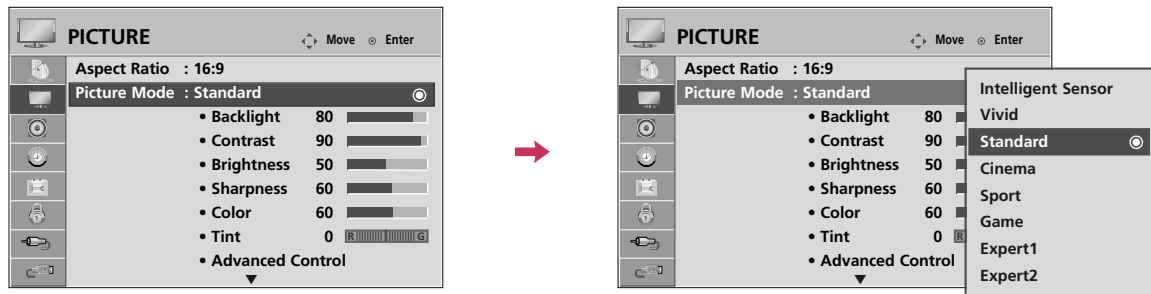 PICTURE Move Enter
Aspect Ratio : 16:9
Picture Mode : Standard
• Backlight 80
• Contrast 90
• Brightness 50
• Sharpness 60
• Color 60
• Tint 0 R G
• Advanced Control
PICTURE Move Enter
Aspect Ratio : 16:9
Picture Mode : Standard
• Backlight 80
• Contrast 90
• Brightness 50
• Sharpness 60
• Color 60
• Tint 0 R
• Advanced Control
Intelligent Sensor
Vivid
Standard
Cinema
Sport
Game
Expert1
Expert2